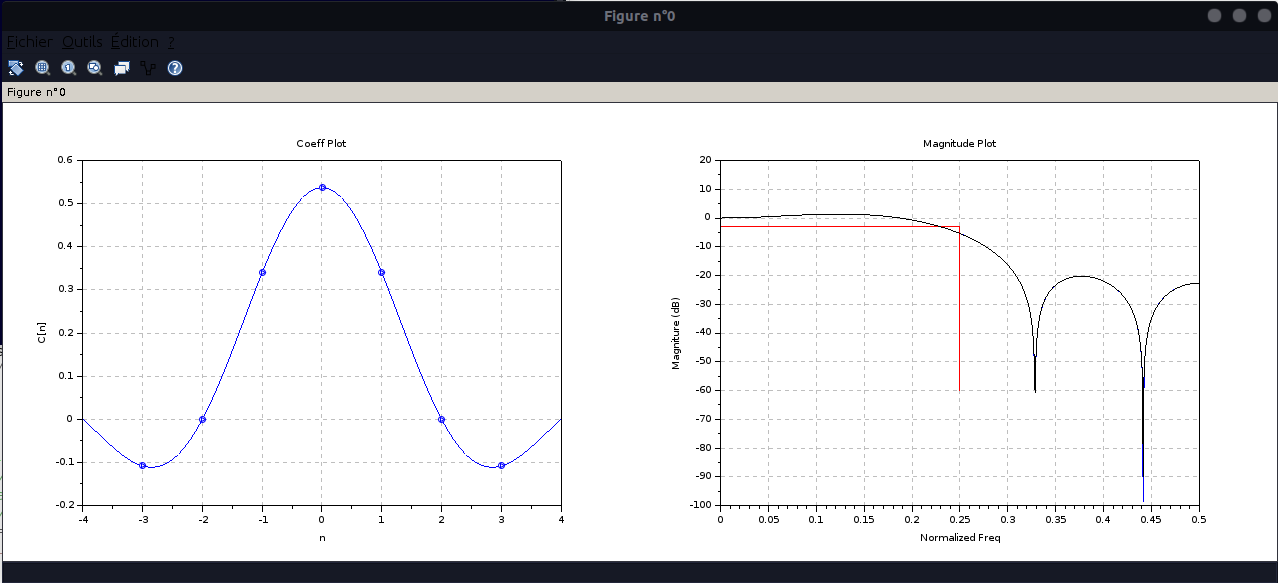 Figure n°0
Fichier Outils Édition ?
Figure n°0
Coeff Plot
0.6
0.5
0.4
0.3
0.2
0.1
0
-0.1
-0.2
C[n]
-4 -3 -2 -1 0 1 2 3 4
n
Magnitude Plot
20
10
0
-10
-20
-30
-40
-50
-60
-70
-80
-90
-100
Magniture (dB)
0 0.05 0.1 0.15 0.2 0.25 0.3 0.35 0.4 0.45 0.5
Normalized Freq